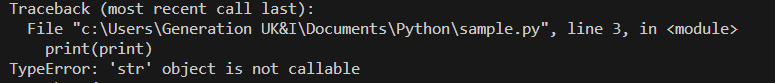 Traceback (most recent call last):
  File "c:\Users\Generation UK&I\Documents\Python\sample.py", line 3, in <module>
    print(print)
TypeError: 'str' object is not callable